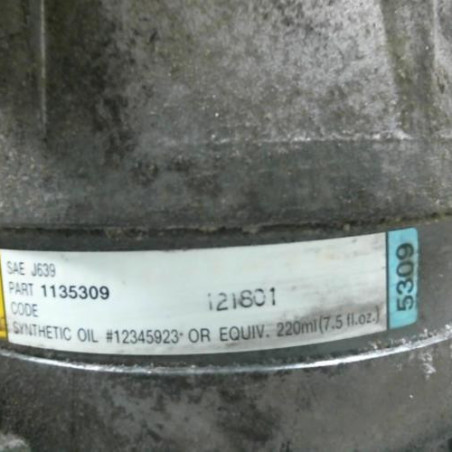 SAE J639
PART 1135309
CODE 121801
SYNTHETIC OIL #12345923* OR EQUIV. 220ml(7.5 fl.oz.)
5309